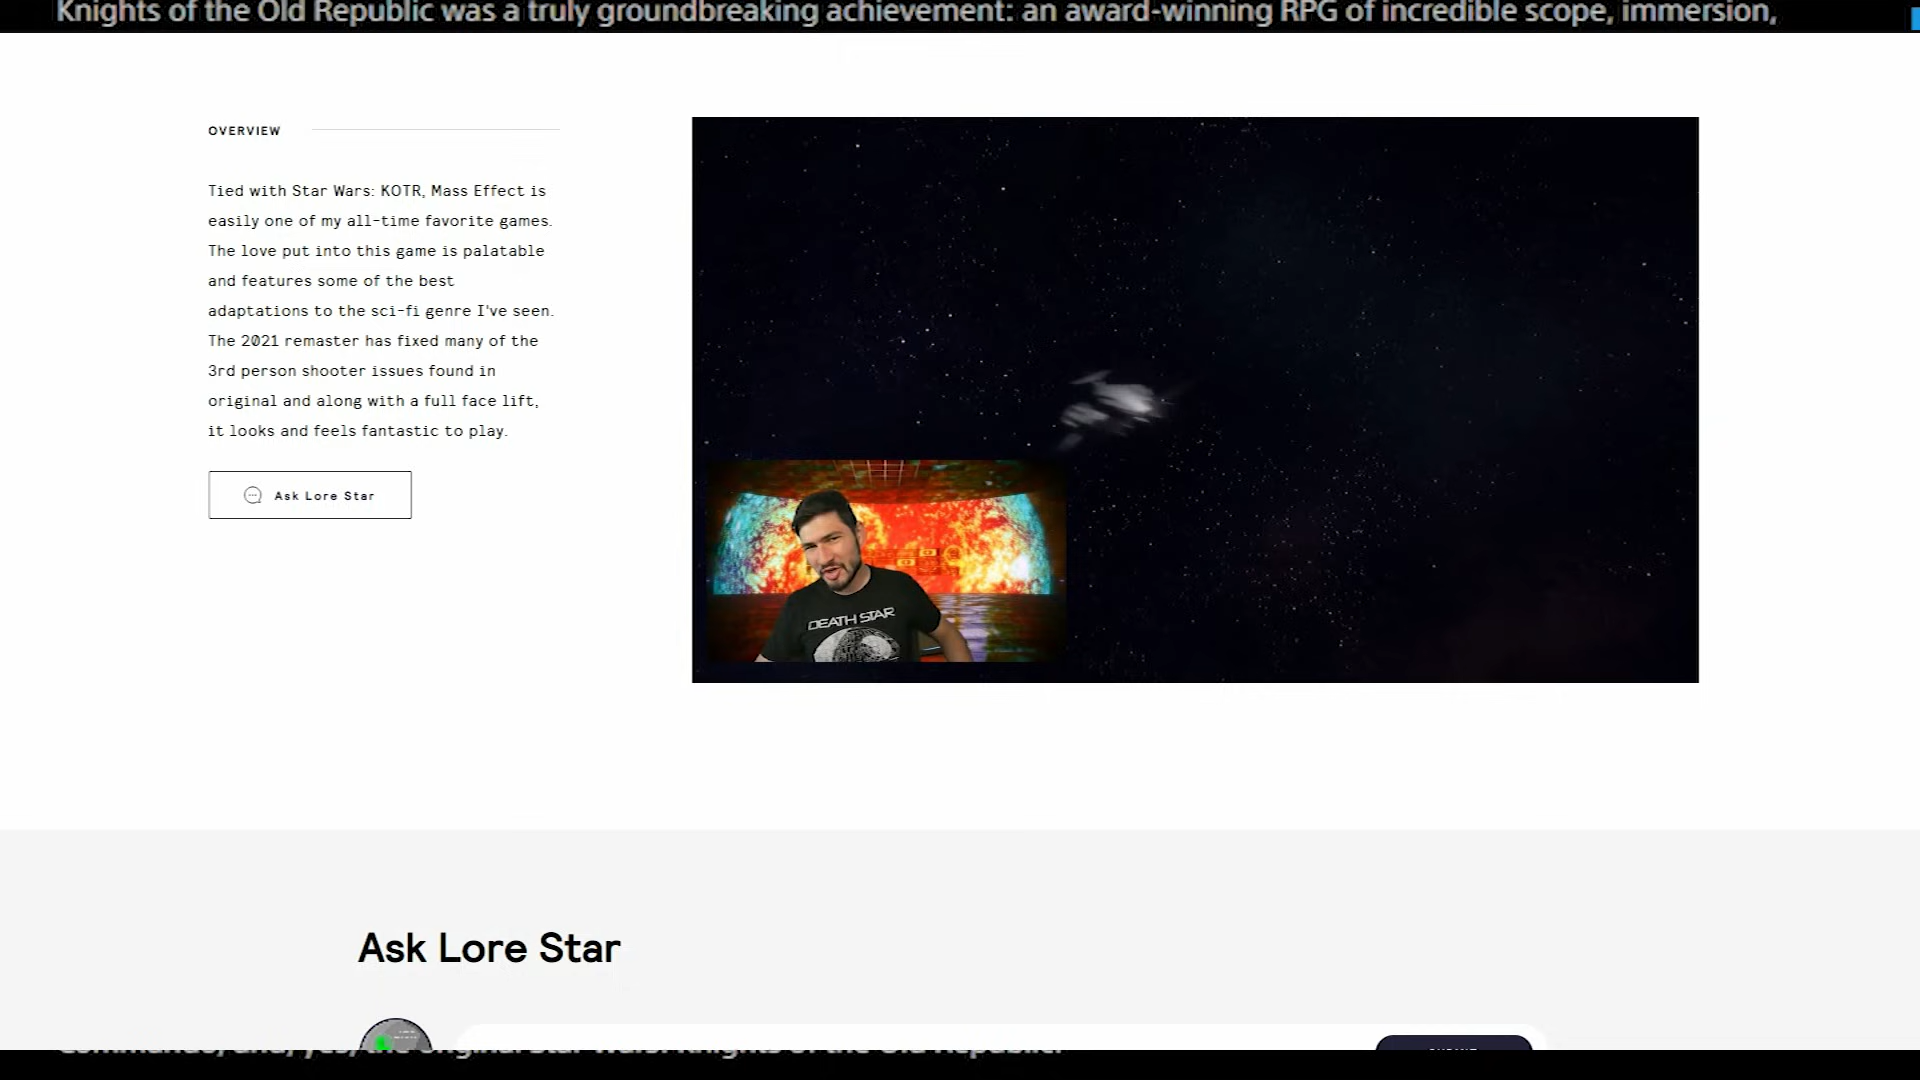 Knights of the Old Republic was a truly groundbreaking achievement: an award-winning RPG of incredible scope, immersion,
OVERVIEW
Tied with Star Wars: KOTR, Mass Effect is
easily one of my all-time favorite games.
The love put into this game is palatable
and features some of the best
adaptations to the sci-fi genre I've seen.
The 2021 remaster has fixed many of the
3rd person shooter issues found in
original and along with a full face lift,
it looks and feels fantastic to play.
Ask Lore Star
DEATH STAR
Ask Lore Star